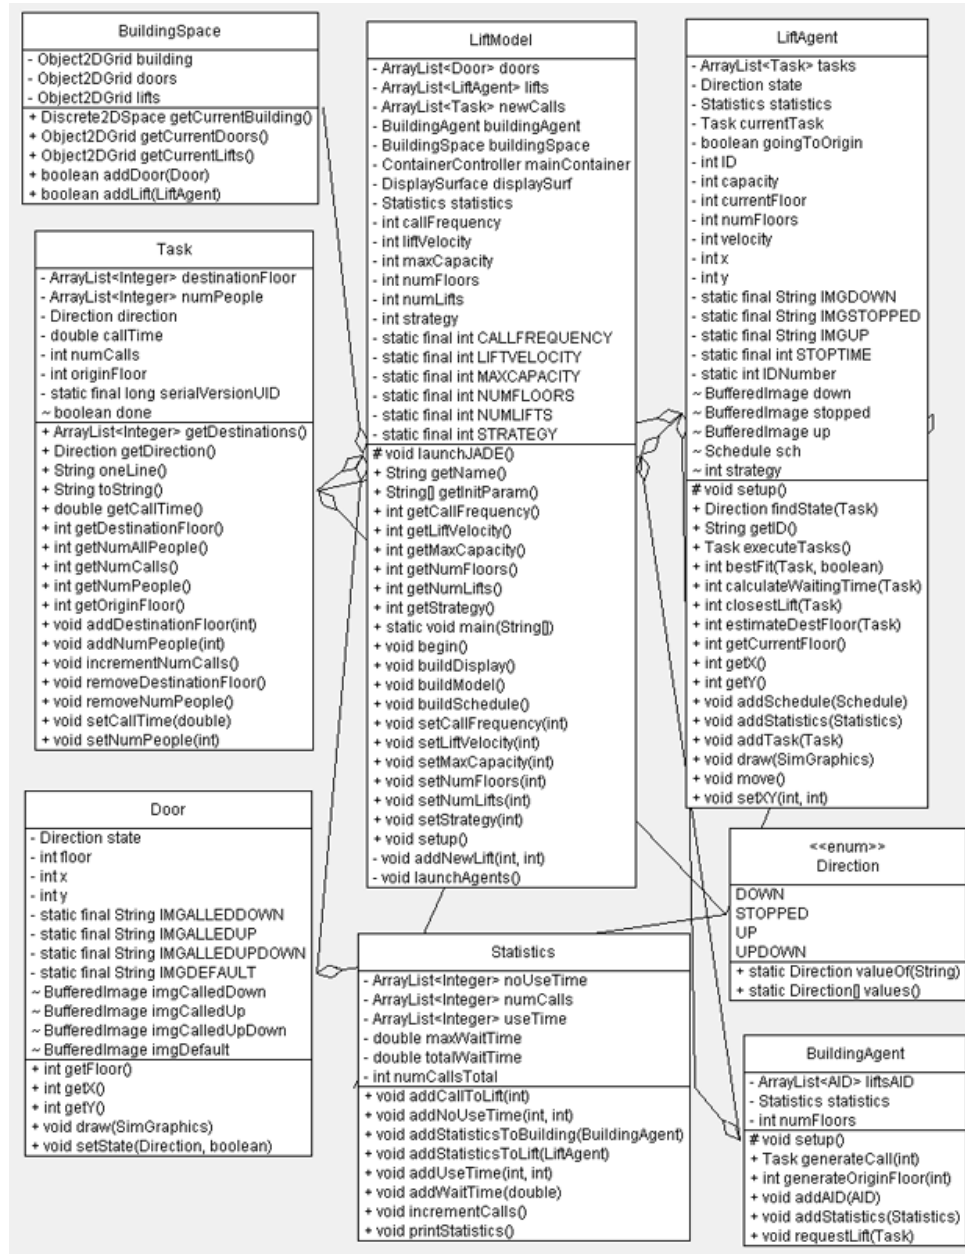 BuildingSpace
- Object2DGrid building
- Object2DGrid doors
- Object2DGrid lifts
+ Discrete2DSpace getCurrentBuilding()
+ Object2DGrid getCurrentDoors()
+ Object2DGrid getCurrentLifts()
+ boolean addDoor(Door)
+ boolean addLift(LiftAgent)
Task
- ArrayList<Integer> destinationFloor
- ArrayList<Integer> numPeople
- Direction direction
- double callTime
- int numCalls
- int originFloor
- static final long serialVersionUID
~ boolean done
+ ArrayList<Integer> getDestinations()
+ Direction getDirection()
+ String oneLine()
+ String toString()
+ double getCallTime()
+ int getDestinationFloor()
+ int getNumAllPeople()
+ int getNumCalls()
+ int getNumPeople()
+ int getOriginFloor()
+ void addDestinationFloor(int)
+ void addNumPeople(int)
+ void incrementNumCalls()
+ void removeDestinationFloor()
+ void removeNumPeople()
+ void setCallTime(double)
+ void setNumPeople(int)
Door
- Direction state
- int floor
- int x
- int y
- static final String IMGALLEDDOWN
- static final String IMGALLEDUP
- static final String IMGALLEDUPDOWN
- static final String IMGDEFAULT
~ BufferedImage imgCalledDown
~ BufferedImage imgCalledUp
~ BufferedImage imgCalledUpDown
~ BufferedImage imgDefault
+ int getFloor()
+ int getX()
+ int getY()
+ void draw(SimGraphics)
+ void setState(Direction, boolean)
LiftModel
- ArrayList<Door> doors
- ArrayList<LiftAgent> lifts
- ArrayList<Task> newCalls
- BuildingAgent buildingAgent
- BuildingSpace buildingSpace
- ContainerController mainContainer
- DisplaySurface displaySurf
- Statistics statistics
- int callFrequency
- int liftVelocity
- int maxCapacity
- int numFloors
- int numLifts
- int strategy
- static final int CALLFREQUENCY
- static final int LIFTVELOCITY
- static final int MAXCAPACITY
- static final int NUMFLOORS
- static final int NUMLIFTS
- static final int STRATEGY
# void launchJADE()
+ String getName()
+ String[] getInitParam()
+ int getCallFrequency()
+ int getLiftVelocity()
+ int getMaxCapacity()
+ int getNumFloors()
+ int getNumLifts()
+ int getStrategy()
+ static void main(String[])
+ void begin()
+ void buildDisplay()
+ void buildModel()
+ void buildSchedule()
+ void setCallFrequency(int)
+ void setLiftVelocity(int)
+ void setMaxCapacity(int)
+ void setNumFloors(int)
+ void setNumLifts(int)
+ void setStrategy(int)
+ void setup()
- void addNewLift(int, int)
- void launchAgents()
Statistics
- ArrayList<Integer> noUseTime
- ArrayList<Integer> numCalls
- ArrayList<Integer> useTime
- double maxWaitTime
- double totalWaitTime
- int numCallsTotal
+ void addCallToLift(int)
+ void addNoUseTime(int, int)
+ void addStatisticsToBuilding(BuildingAgent)
+ void addStatisticsToLift(LiftAgent)
+ void addUseTime(int, int)
+ void addWaitTime(double)
+ void incrementCalls()
+ void printStatistics()
LiftAgent
- ArrayList<Task> tasks
- Direction state
- Statistics statistics
- Task currentTask
- boolean goingToOrigin
- int ID
- int capacity
- int currentFloor
- int numFloors
- int velocity
- int x
- int y
- static final String IMGDOWN
- static final String IMGSTOPPED
- static final String IMGUP
- static final int STOPTIME
- static int IDNumber
~ BufferedImage down
~ BufferedImage stopped
~ BufferedImage up
~ Schedule sch
~ int strategy
# void setup()
+ Direction findState(Task)
+ String getID()
+ Task executeTasks()
+ int bestFit(Task, boolean)
+ int calculateWaitingTime(Task)
+ int closestLift(Task)
+ int estimateDestFloor(Task)
+ int getCurrentFloor()
+ int getX()
+ int getY()
+ void addSchedule(Schedule)
+ void addStatistics(Statistics)
+ void addTask(Task)
+ void draw(SimGraphics)
+ void move()
+ void setXY(int, int)
<<enum>>
Direction
DOWN
STOPPED
UP
UPDOWN
+ static Direction valueOf(String)
+ static Direction[] values()
BuildingAgent
- ArrayList<AID> liftsAID
- Statistics statistics
- int numFloors
# void setup()
+ Task generateCall(int)
+ int generateOriginFloor(int)
+ void addAID(AID)
+ void addStatistics(Statistics)
+ void requestLift(Task)